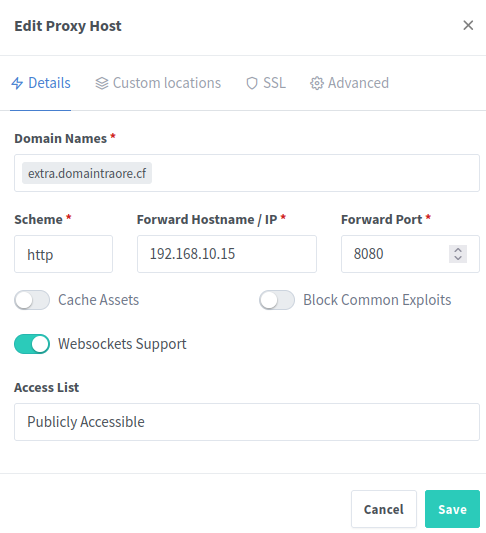 Edit Proxy Host
Details Custom locations SSL Advanced
Domain Names *
extra.domaintraore.cf
Scheme * Forward Hostname / IP * Forward Port *
http 192.168.10.15 8080
Cache Assets Block Common Exploits
Websockets Support
Access List
Publicly Accessible
Cancel Save